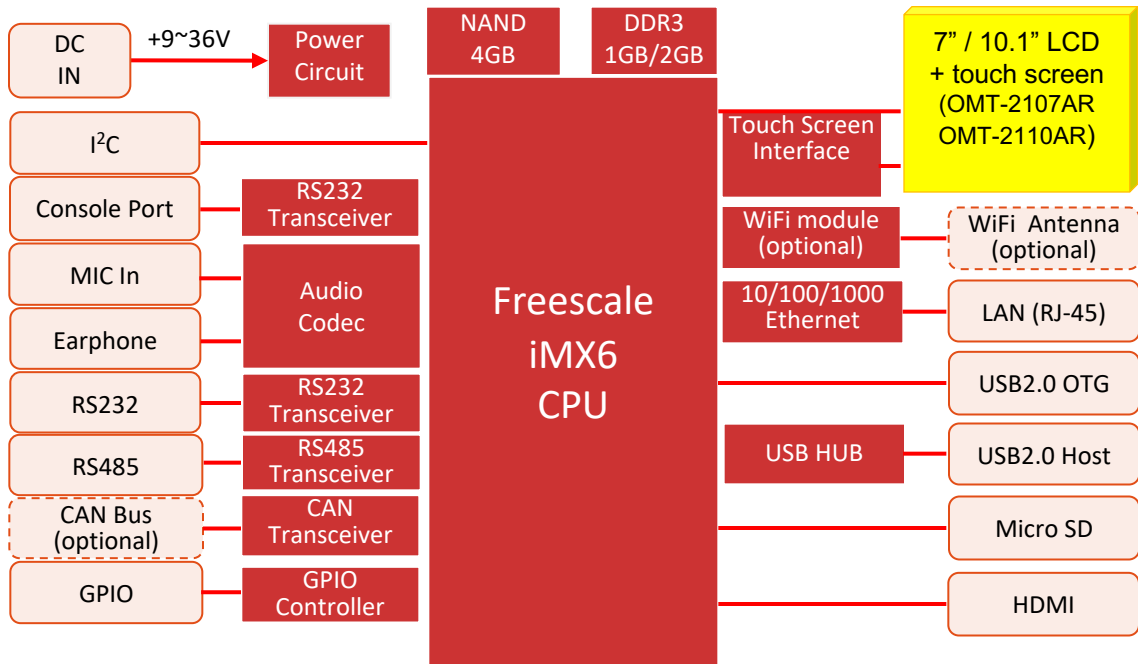 DC
IN
+9~36V
Power
Circuit
NAND
4GB
DDR3
1GB/2GB
7” / 10.1” LCD
+ touch screen
(OMT-2107AR
OMT-2110AR)
I²C
Touch Screen
Interface
Console Port
RS232
Transceiver
WiFi module
(optional)
WiFi Antenna
(optional)
MIC In
Audio
Codec
Earphone
Freescale
iMX6
CPU
10/100/1000
Ethernet
LAN (RJ-45)
RS232
RS232
Transceiver
USB2.0 OTG
RS485
RS485
Transceiver
USB HUB
USB2.0 Host
CAN Bus
(optional)
CAN
Transceiver
Micro SD
GPIO
GPIO
Controller
HDMI